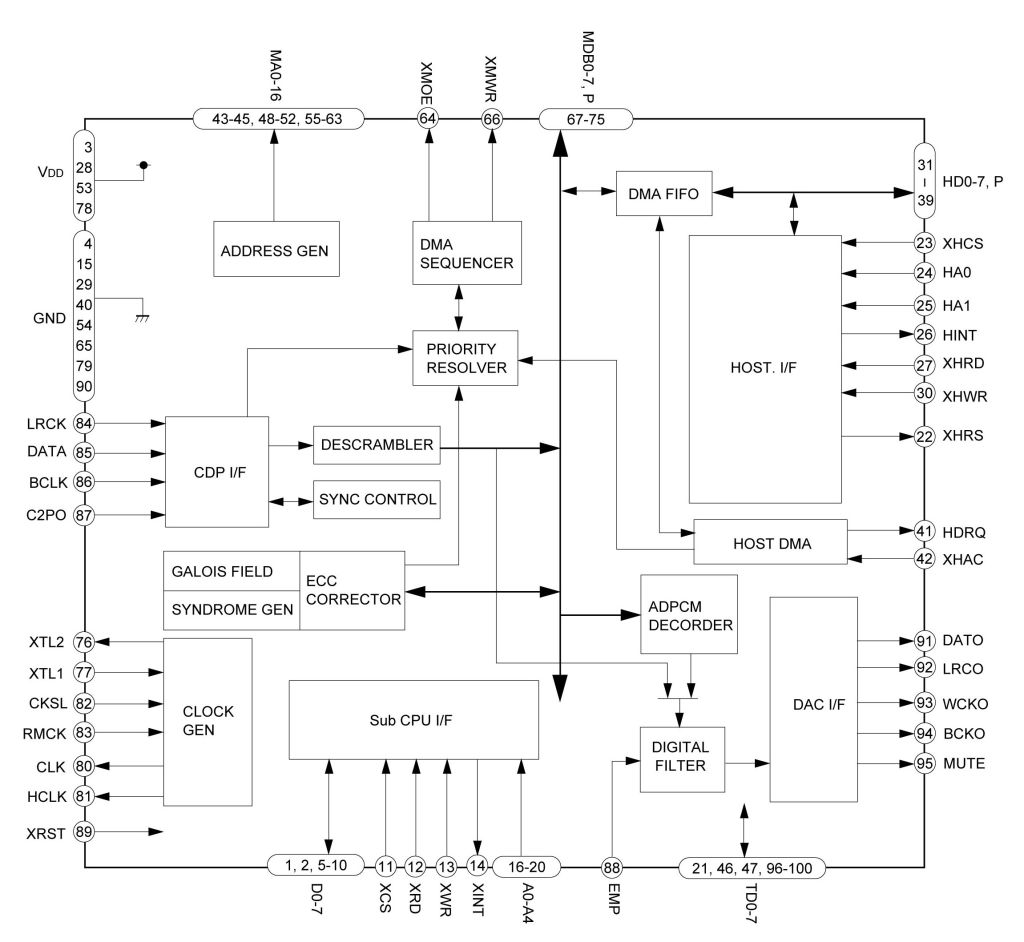 MA0-16
XMOE
XMWR
MDB0-7, P
43-45, 48-52, 55-63
64
66
67-75
VDD
3
28
53
78
31
–
39
HD0-7, P
DMA FIFO
ADDRESS GEN
DMA
SEQUENCER
GND
4
15
29
40
54
65
79
90
23 XHCS
24 HA0
25 HA1
26 HINT
27 XHRD
30 XHWR
22 XHRS
PRIORITY
RESOLVER
HOST. I/F
LRCK 84
DATA 85
BCLK 86
C2PO 87
CDP I/F
DESCRAMBLER
SYNC CONTROL
HOST DMA
41 HDRQ
42 XHAC
GALOIS FIELD
SYNDROME GEN
ECC
CORRECTOR
ADPCM
DECORDER
XTL2 76
XTL1 77
CKSL 82
RMCK 83
CLK 80
HCLK 81
XRST 89
CLOCK
GEN
Sub CPU I/F
DIGITAL
FILTER
DAC I/F
91 DATO
92 LRCO
93 WCKO
94 BCKO
95 MUTE
1, 2, 5-10
11
12
13
14
16-20
88
21, 46, 47, 96-100
D0-7
XCS
XRD
XWR
XINT
A0-A4
EMP
TD0-7